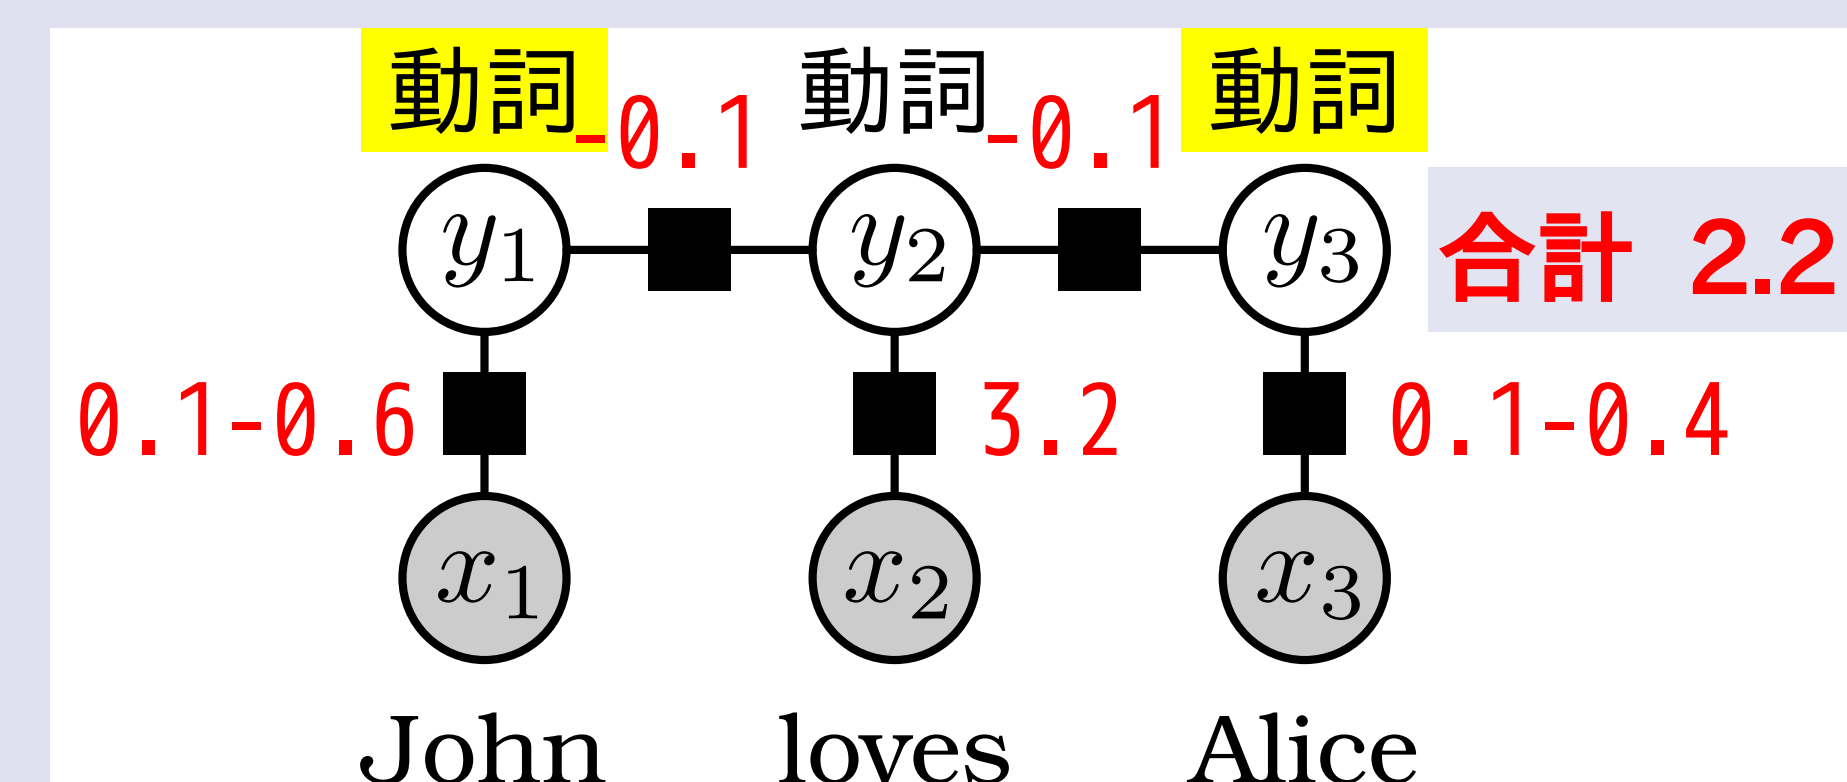 動詞 -0.1 動詞 -0.1 動詞
y1 y2 y3 合計 2.2
0.1-0.6 3.2 0.1-0.4
x1 x2 x3
John loves Alice